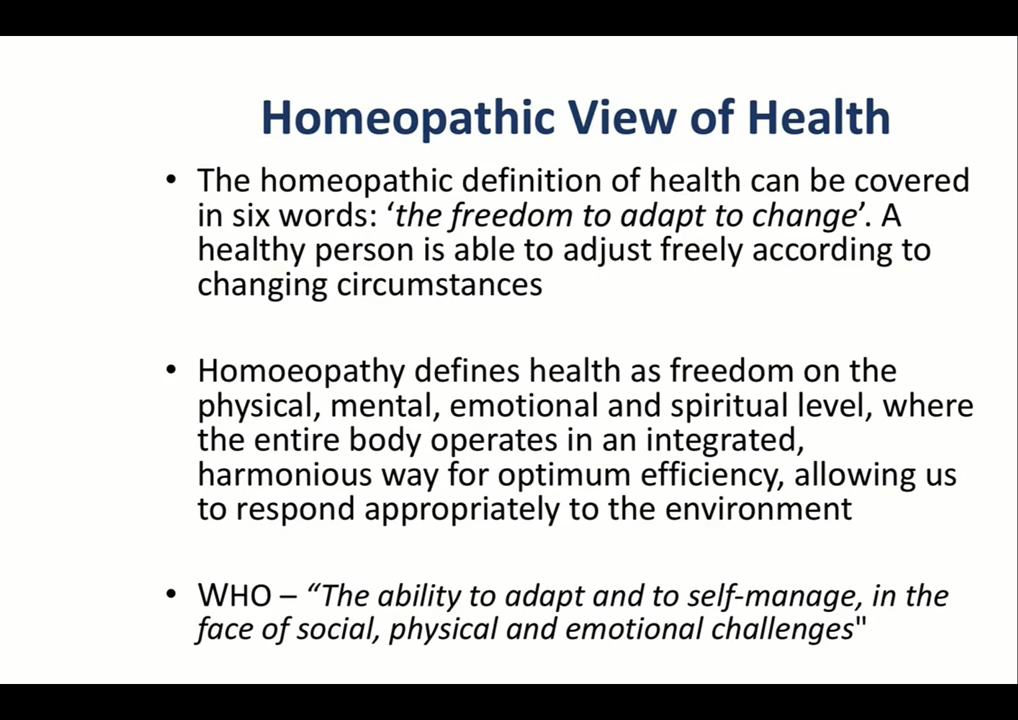 Homeopathic View of Health
• The homeopathic definition of health can be covered
in six words: ‘the freedom to adapt to change’. A
healthy person is able to adjust freely according to
changing circumstances
• Homoeopathy defines health as freedom on the
physical, mental, emotional and spiritual level, where
the entire body operates in an integrated,
harmonious way for optimum efficiency, allowing us
to respond appropriately to the environment
• WHO – “The ability to adapt and to self-manage, in the
face of social, physical and emotional challenges"